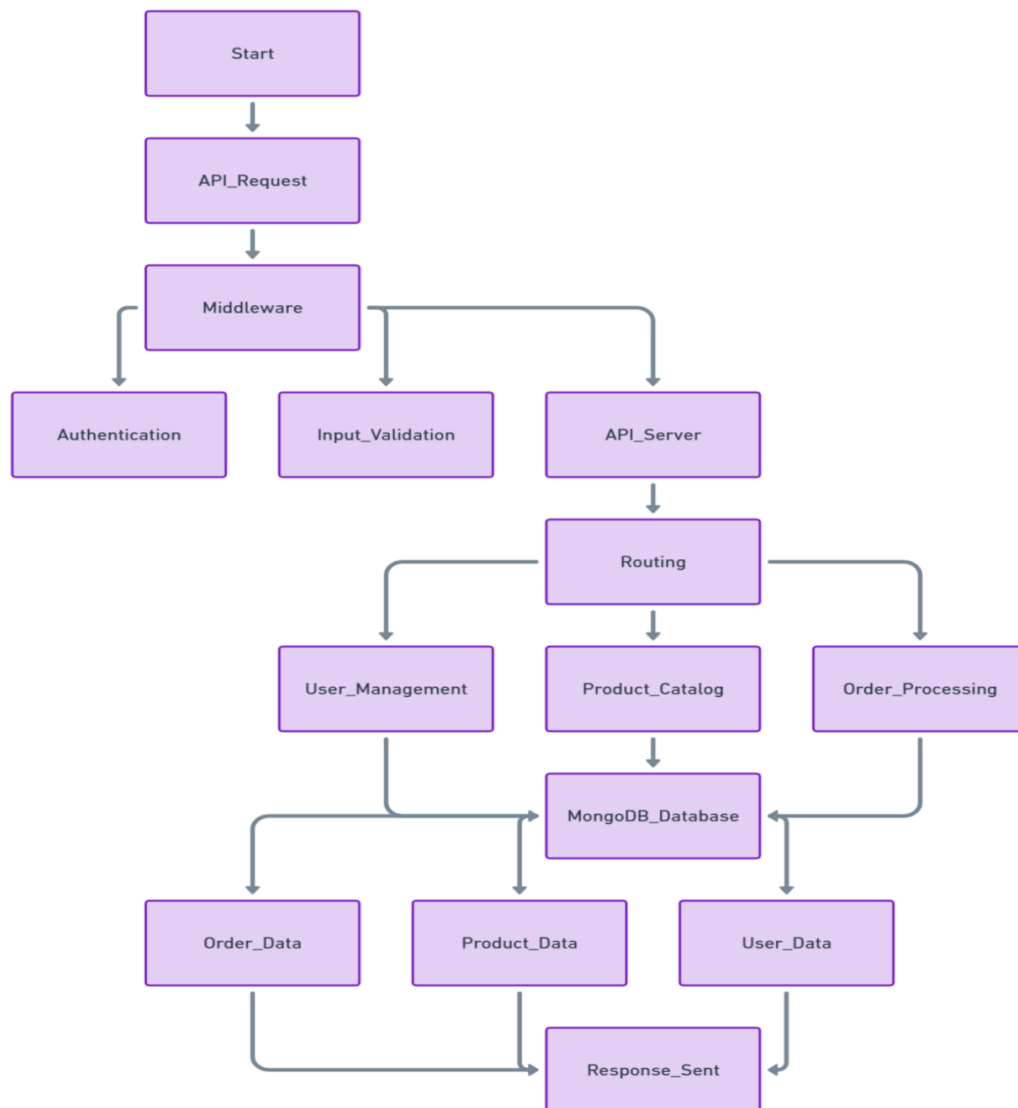 Start
API_Request
Middleware
Authentication
Input_Validation
API_Server
Routing
User_Management
Product_Catalog
Order_Processing
MongoDB_Database
Order_Data
Product_Data
User_Data
Response_Sent